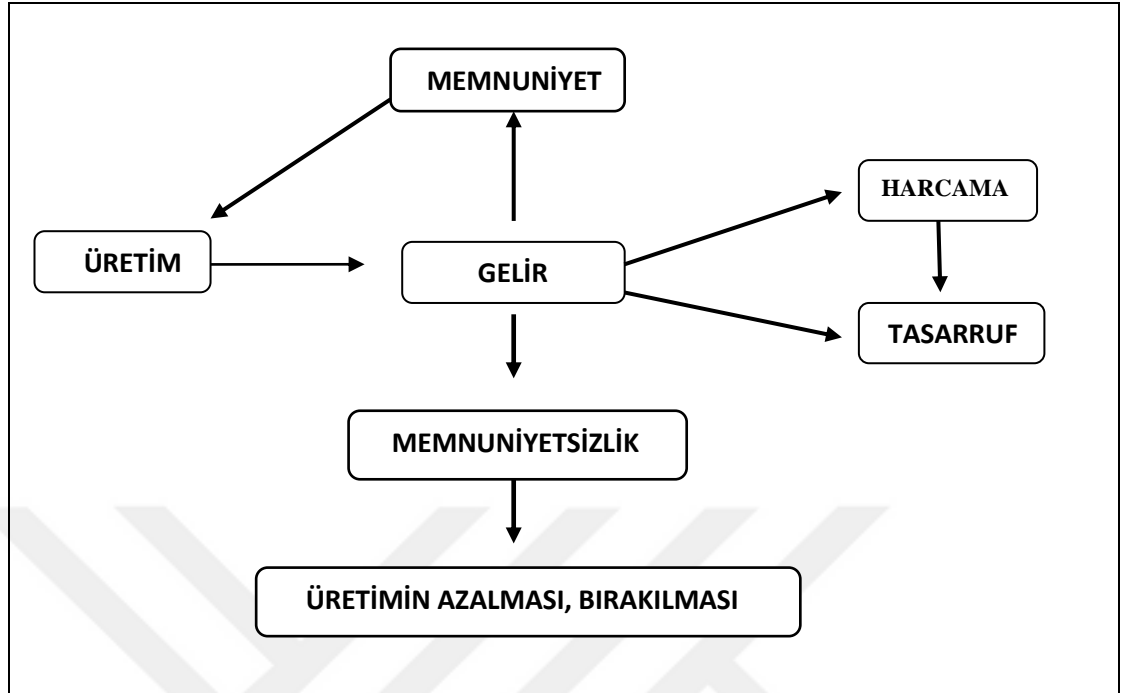 MEMNUNİYET
HARCAMA
ÜRETİM
GELİR
TASARRUF
MEMNUNİYETSİZLİK
ÜRETİMİN AZALMASI, BIRAKILMASI